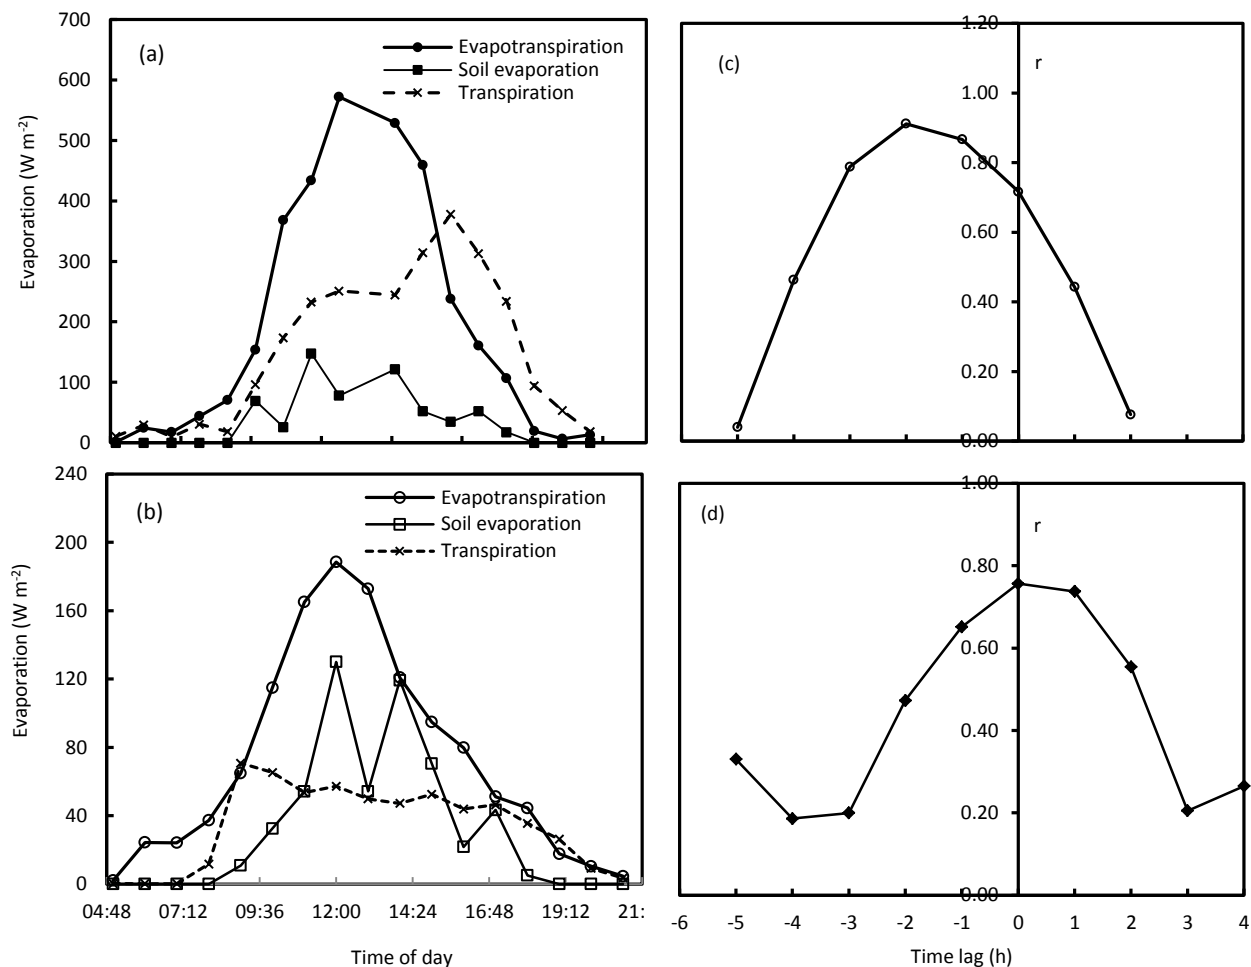 700
600
500
400
300
200
100
0
Evaporation (W m⁻²)
(a)
Evapotranspiration
Soil evaporation
Transpiration
240
200
160
120
80
40
0
Evaporation (W m⁻²)
(b)
Evapotranspiration
Soil evaporation
Transpiration
04:48 07:12 09:36 12:00 14:24 16:48 19:12 21:
Time of day
(c)
r
1.20
1.00
0.80
0.60
0.40
0.20
0.00
(d)
r
1.00
0.80
0.60
0.40
0.20
0.00
-6 -5 -4 -3 -2 -1 0 1 2 3 4
Time lag (h)